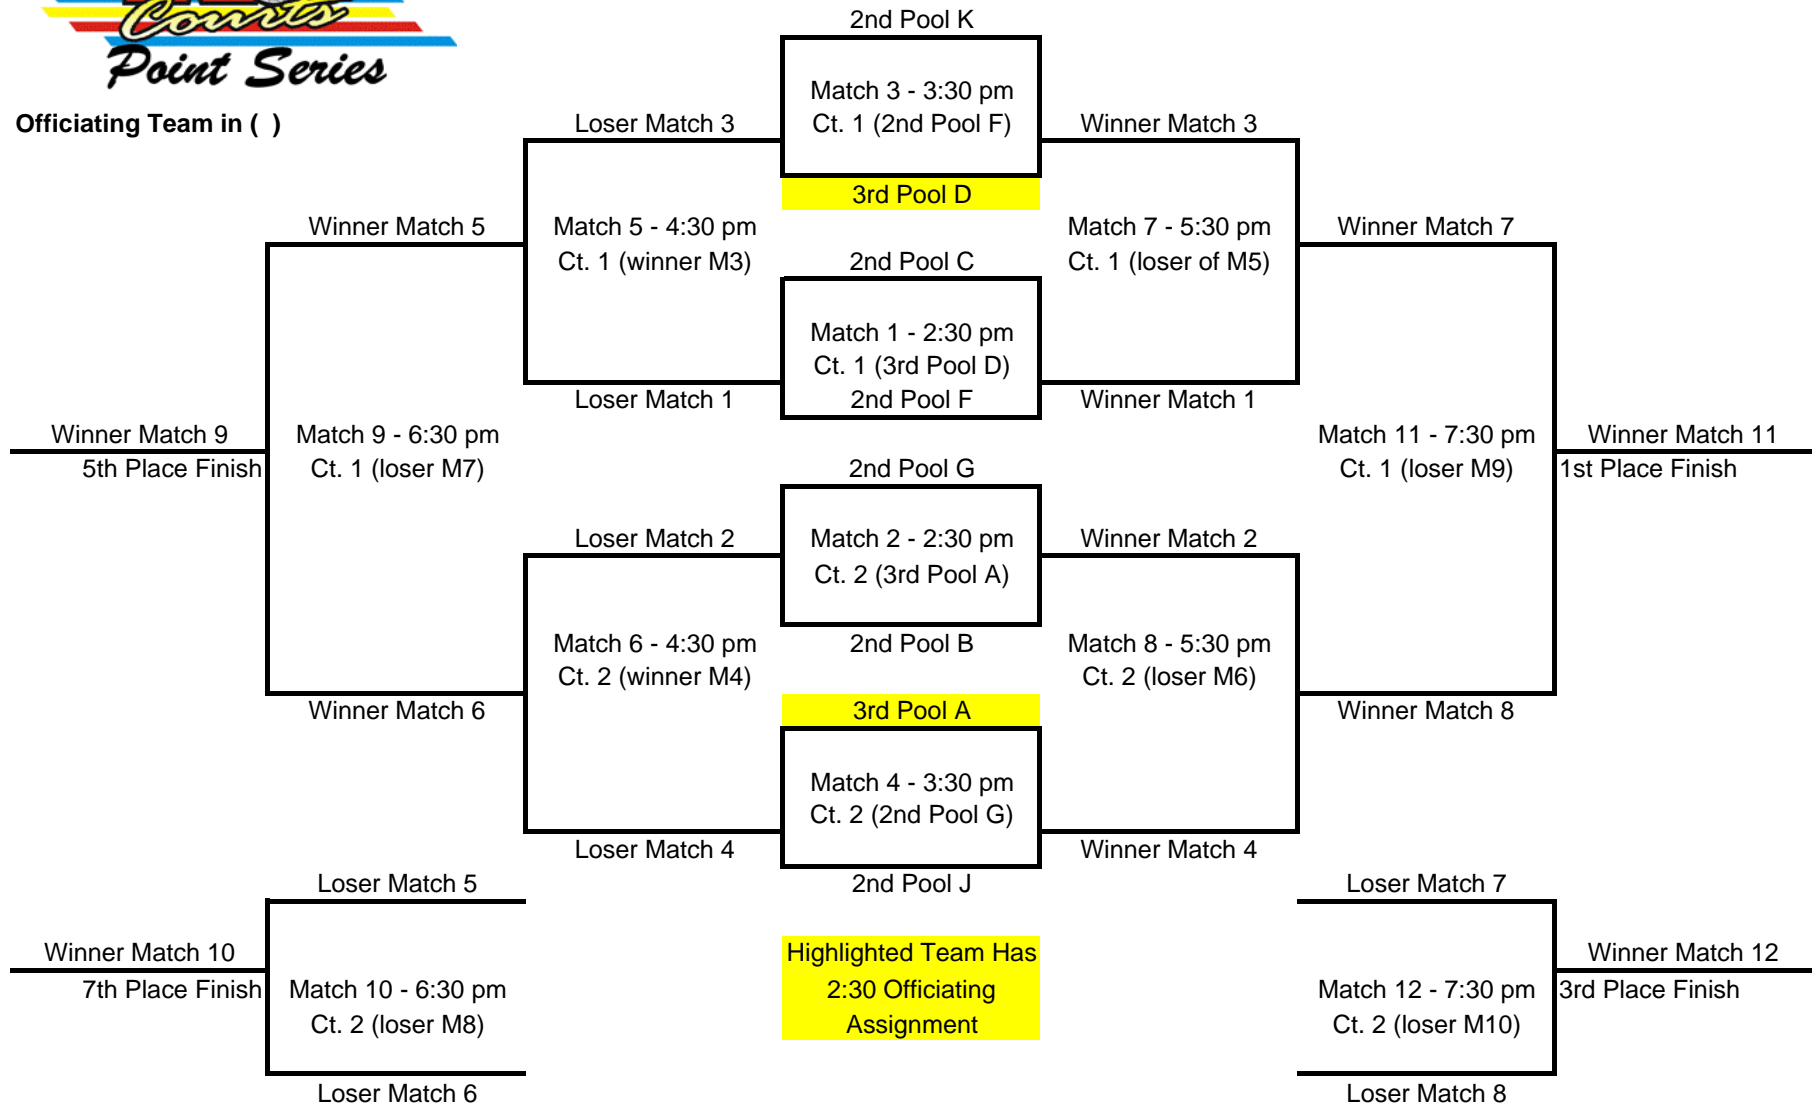 Courts
Point Series
Officiating Team in ( )
2nd Pool K
Match 3 - 3:30 pm
Ct. 1 (2nd Pool F)
Loser Match 3
Winner Match 3
3rd Pool D
Winner Match 5
Match 5 - 4:30 pm
Ct. 1 (winner M3)
Match 7 - 5:30 pm
Ct. 1 (loser of M5)
Winner Match 7
2nd Pool C
Match 1 - 2:30 pm
Ct. 1 (3rd Pool D)
2nd Pool F
Loser Match 1
Winner Match 1
Winner Match 9
5th Place Finish
Match 9 - 6:30 pm
Ct. 1 (loser M7)
Match 11 - 7:30 pm
Ct. 1 (loser M9)
Winner Match 11
1st Place Finish
2nd Pool G
Loser Match 2
Match 2 - 2:30 pm
Ct. 2 (3rd Pool A)
Winner Match 2
2nd Pool B
Match 6 - 4:30 pm
Ct. 2 (winner M4)
Match 8 - 5:30 pm
Ct. 2 (loser M6)
Winner Match 6
3rd Pool A
Winner Match 8
Match 4 - 3:30 pm
Ct. 2 (2nd Pool G)
Loser Match 4
Winner Match 4
2nd Pool J
Loser Match 5
Loser Match 7
Winner Match 10
7th Place Finish
Match 10 - 6:30 pm
Ct. 2 (loser M8)
Loser Match 6
Highlighted Team Has
2:30 Officiating
Assignment
Match 12 - 7:30 pm
Ct. 2 (loser M10)
Winner Match 12
3rd Place Finish
Loser Match 8